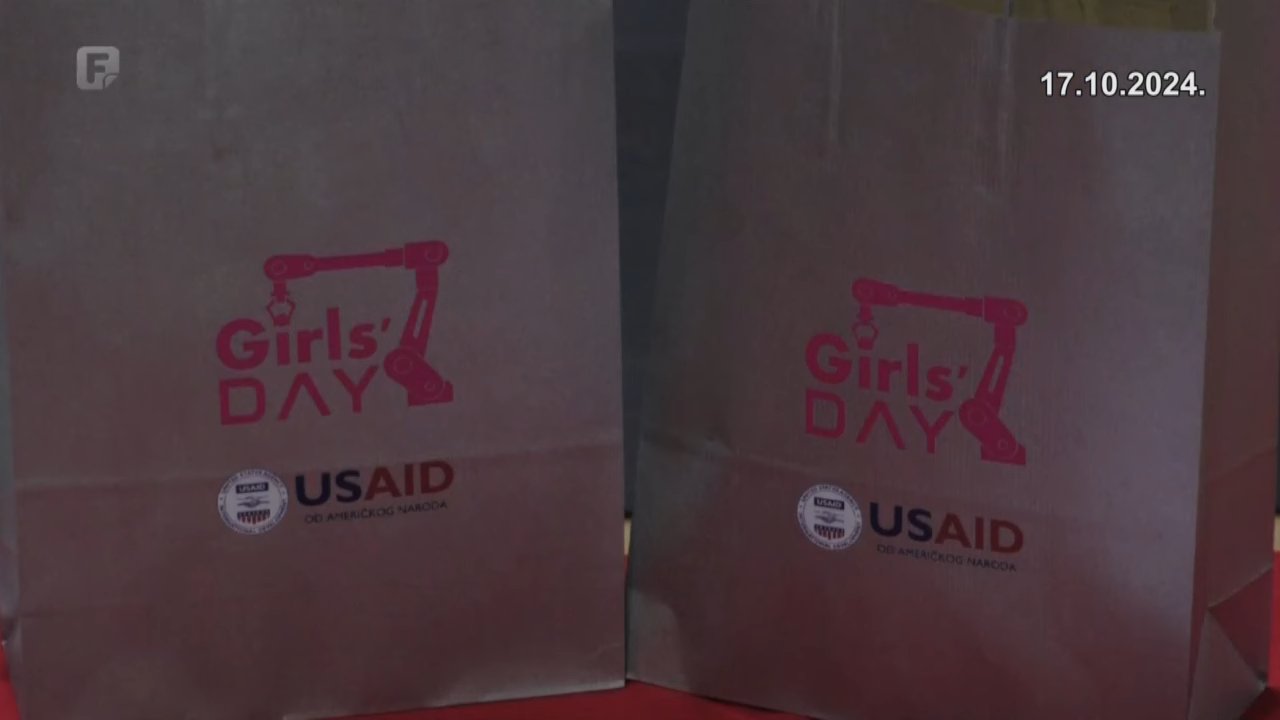 F
17.10.2024.
Girls'
DAY
USAID
OD AMERIČKOG NARODA
Girls'
DAY
USAID
OD AMERIČKOG NARODA